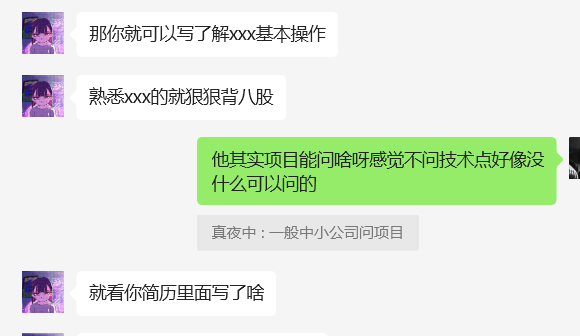 那你就可以写了解xxx基本操作
熟悉xxx的就狠狠背八股
他其实项目能问啥呀感觉不问技术点好像没
什么可以问的
真夜中 : 一般中小公司问项目
就看你简历里面写了啥